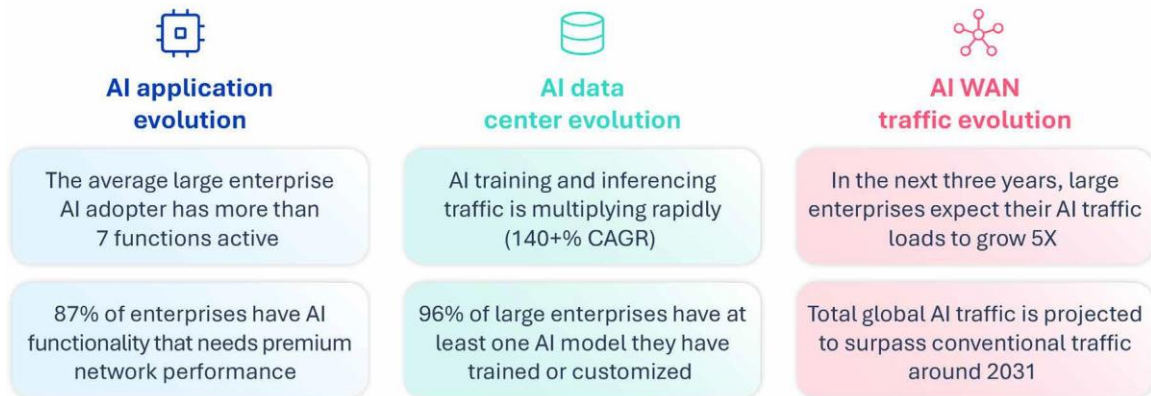 AI application
evolution
The average large enterprise
AI adopter has more than
7 functions active
87% of enterprises have AI
functionality that needs premium
network performance
AI data
center evolution
AI training and inferencing
traffic is multiplying rapidly
(140+% CAGR)
96% of large enterprises have at
least one AI model they have
trained or customized
AI WAN
traffic evolution
In the next three years, large
enterprises expect their AI traffic
loads to grow 5X
Total global AI traffic is projected
to surpass conventional traffic
around 2031